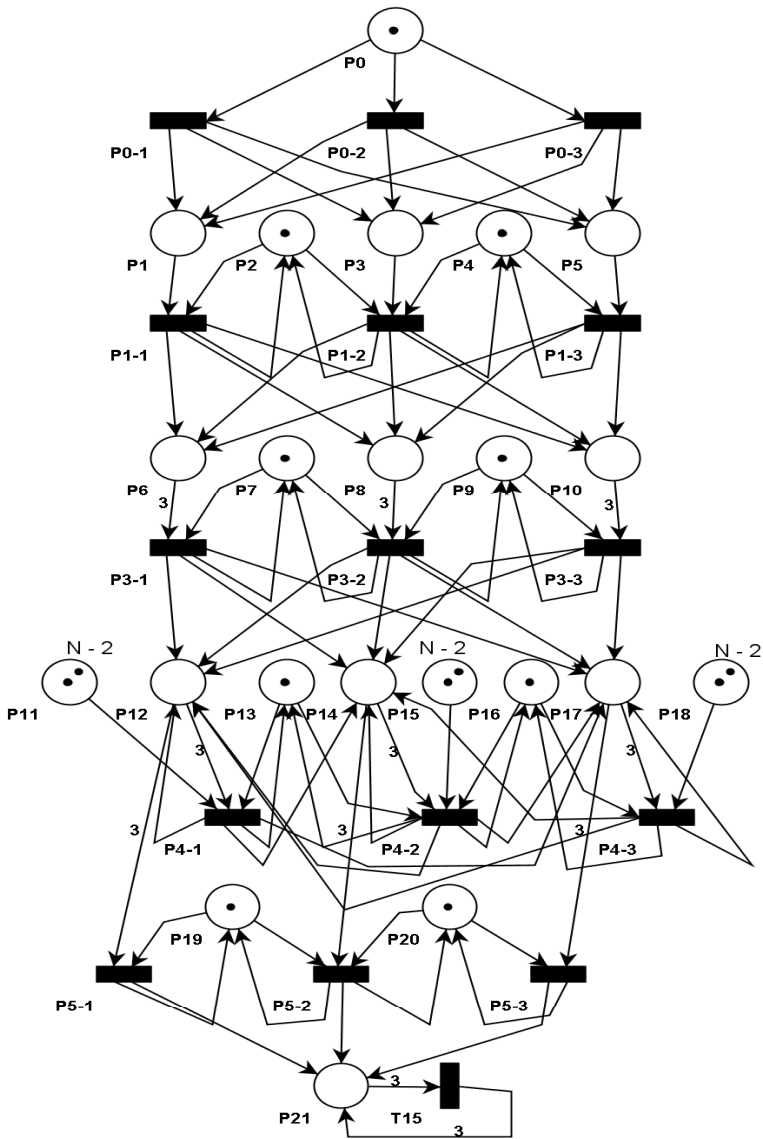 P0
P0-1 P0-2 P0-3
P1 P2 P3 P4 P5
P1-1 P1-2 P1-3
P6 P7 P8 P9 P10
3 3 3
P3-1 P3-2 P3-3
N - 2 N - 2 N - 2
P11 P12 P13 P14 P15 P16 P17 P18
3 3 3
3 3 3
P4-1 P4-2 P4-3
P19 P20
P5-1 P5-2 P5-3
3
P21 T15
3